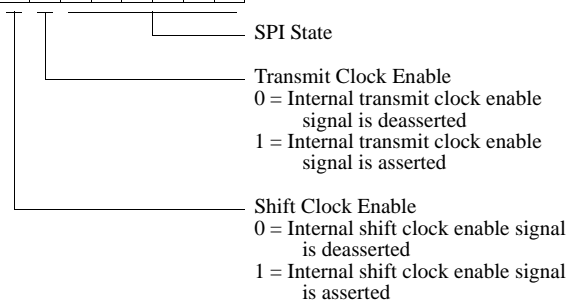 SPI State
Transmit Clock Enable
0 = Internal transmit clock enable
signal is deasserted
1 = Internal transmit clock enable
signal is asserted
Shift Clock Enable
0 = Internal shift clock enable signal
is deasserted
1 = Internal shift clock enable signal
is asserted